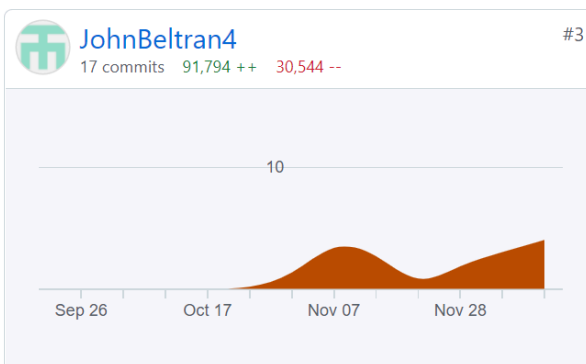 JohnBeltran4
#3
17 commits 91,794 ++ 30,544 --
10
Sep 26 Oct 17 Nov 07 Nov 28